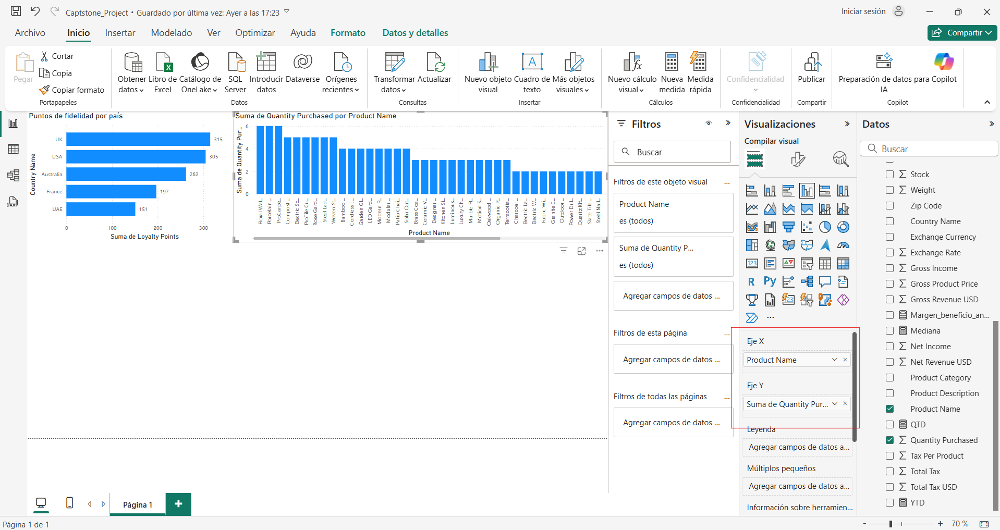 Captstone_Project • Guardado por última vez: Ayer a las 17:23
Iniciar sesión
Archivo
Inicio
Insertar
Modelado
Ver
Optimizar
Ayuda
Formato
Datos y detalles
Compartir
Pegar
Cortar
Copia
Copiar formato
Portapapeles
Obtener datos
Libro de Excel
Catálogo de OneLake
SQL Server
Introducir datos
Dataverse
Orígenes recientes
Datos
Transformar datos
Actualizar
Consultas
Nuevo objeto visual
Cuadro de texto
Más objetos visuales
Insertar
Nuevo cálculo visual
Nueva medida
Medida rápida
Cálculos
Confidencialidad
Confidencialidad
Publicar
Compartir
Preparación de datos para IA
Copilot
Copilot
DAX
Puntos de fidelidad por país
Country Name
UK
315
USA
305
Australia
262
France
197
UAE
151
0
100
200
300
Suma de Loyalty Points
Suma de Quantity Purchased por Product Name
Suma de Quantity Pur...
6
4
2
0
Floral Wal...
Porcelain ...
ProCarpe...
Compost ...
Electric Sc...
ProTile Cu...
Rose Gard...
Steel Lad...
Woven St...
Bamboo ...
Cordless L...
Garden Gl...
LED Gard...
Modern P...
Modular ...
Patio Chai...
Solar Out...
Brass Coa...
Ceramic V...
Designer ...
Kitchen Si...
Luminous...
Luxury Ch...
Marble Fl...
Motion S...
Oakwood ...
Organic P...
Terracotta...
Charcoal ...
Electric La...
Electric W...
Fabric Wi...
Granite C...
Outdoor ...
Power Dril...
Quartz Kit...
Slate Tile ...
Steel Nail...
Product Name
Filtros
Buscar
Filtros de este objeto visual
...
Product Name
es (todos)
Suma de Quantity P...
es (todos)
Agregar campos de datos ...
Filtros de esta página
...
Agregar campos de datos ...
Filtros de todas las páginas
...
Agregar campos de datos ...
Visualizaciones
Compilar visual
123
R
Py
123
...
Eje X
Product Name
Eje Y
Suma de Quantity Pur...
Leyenda
Agregar campos de datos a...
Múltiplos pequeños
Agregar campos de datos a...
Información sobre herramien...
Datos
Buscar
Stock
Weight
Zip Code
Country Name
Exchange Currency
Exchange Rate
Gross Income
Gross Product Price
Gross Revenue USD
Margen_beneficio_an...
Mediana
Net Income
Net Revenue USD
Product Category
Product Description
Product Name
QTD
Quantity Purchased
Tax Per Product
Total Tax
Total Tax USD
YTD
Página 1
Página 1 de 1
- + 70 %